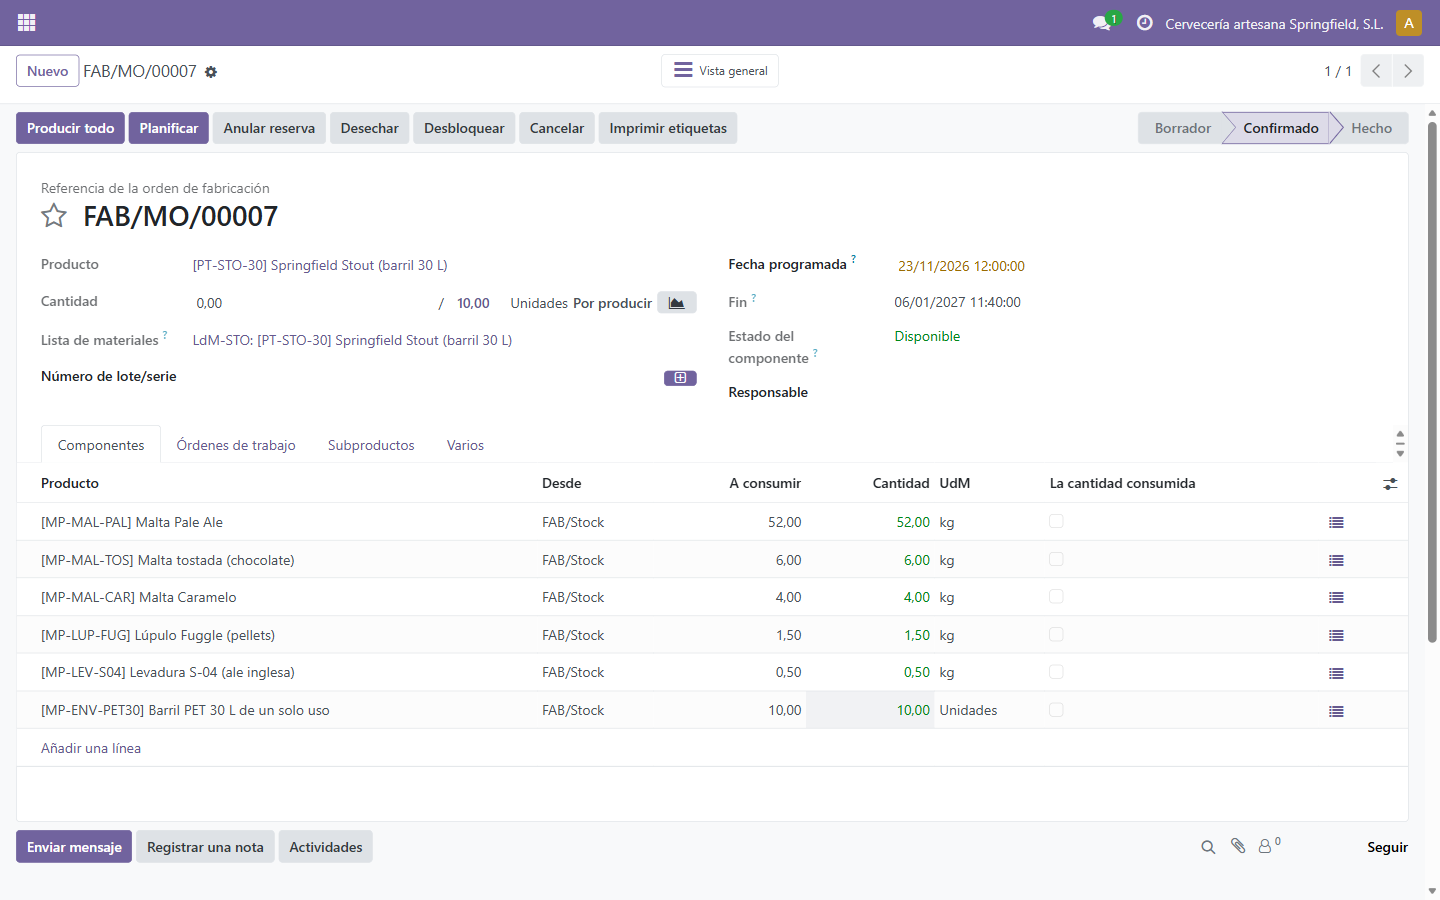 1
Cervecería artesana Springfield, S.L.
A
Nuevo
FAB/MO/00007
Vista general
1 / 1
Producir todo
Planificar
Anular reserva
Desechar
Desbloquear
Cancelar
Imprimir etiquetas
Borrador
Confirmado
Hecho
Referencia de la orden de fabricación
FAB/MO/00007
Producto
[PT-STO-30] Springfield Stout (barril 30 L)
Cantidad
0,00 / 10,00 Unidades Por producir
Lista de materiales ?
LdM-STO: [PT-STO-30] Springfield Stout (barril 30 L)
Número de lote/serie
Fecha programada ?
23/11/2026 12:00:00
Fin ?
06/01/2027 11:40:00
Estado del
componente ?
Disponible
Responsable
Componentes
Órdenes de trabajo
Subproductos
Varios
Producto Desde A consumir Cantidad UdM La cantidad consumida
[MP-MAL-PAL] Malta Pale Ale FAB/Stock 52,00 52,00 kg
[MP-MAL-TOS] Malta tostada (chocolate) FAB/Stock 6,00 6,00 kg
[MP-MAL-CAR] Malta Caramelo FAB/Stock 4,00 4,00 kg
[MP-LUP-FUG] Lúpulo Fuggle (pellets) FAB/Stock 1,50 1,50 kg
[MP-LEV-S04] Levadura S-04 (ale inglesa) FAB/Stock 0,50 0,50 kg
[MP-ENV-PET30] Barril PET 30 L de un solo uso FAB/Stock 10,00 10,00 Unidades
Añadir una línea
Enviar mensaje
Registrar una nota
Actividades
0
Seguir